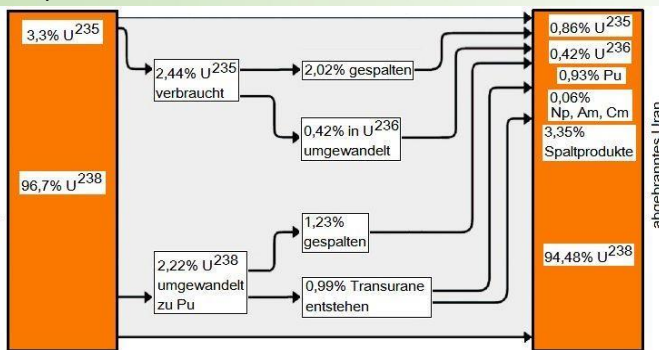 3,3% U235
96,7% U238
2,44% U235
verbraucht
2,22% U238
umgewandelt
zu Pu
2,02% gespalten
0,42% in U236
umgewandelt
1,23%
gespalten
0,99% Transurane
entstehen
0,86% U235
0,42% U236
0,93% Pu
0,06%
Np, Am, Cm
3,35%
Spaltprodukte
94,48% U238
abgebranntes Uran